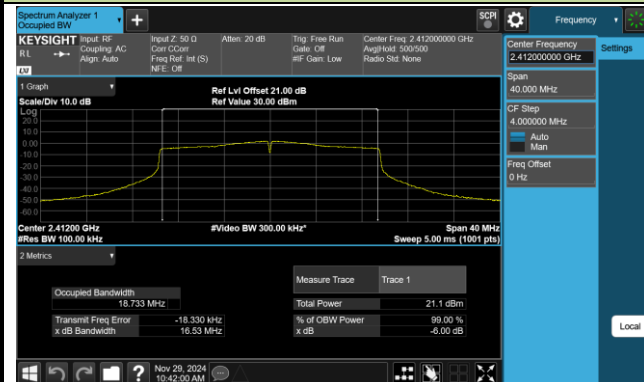 Spectrum Analyzer 1
Occupied BW
SCPI
Frequency
KEYSIGHT
RL
LXI
Input: RF
Coupling: AC
Align: Auto
Input Z: 50 Ω
Corr CCorr
Freq Ref: Int (S)
NFE: Off
Atten: 20 dB
Trig: Free Run
Gate: Off
#IF Gain: Low
Center Freq: 2.412000000 GHz
Avg|Hold: 500/500
Radio Std: None
Center Frequency
2.412000000 GHz
Settings
Span
40.000 MHz
CF Step
4.000000 MHz
Auto
Man
Freq Offset
0 Hz
Local
1 Graph
Scale/Div 10.0 dB
Ref Lvl Offset 21.00 dB
Ref Value 30.00 dBm
Log
20.0
10.0
0.00
-10.0
-20.0
-30.0
-40.0
-50.0
-60.0
Center 2.41200 GHz
#Video BW 300.00 kHz*
Span 40 MHz
#Res BW 100.00 kHz
Sweep 5.00 ms (1001 pts)
2 Metrics
Measure Trace Trace 1
Occupied Bandwidth
18.733 MHz
Total Power 21.1 dBm
Transmit Freq Error -18.330 kHz
% of OBW Power 99.00 %
x dB Bandwidth 16.53 MHz
x dB -6.00 dB
Nov 29, 2024
10:42:00 AM